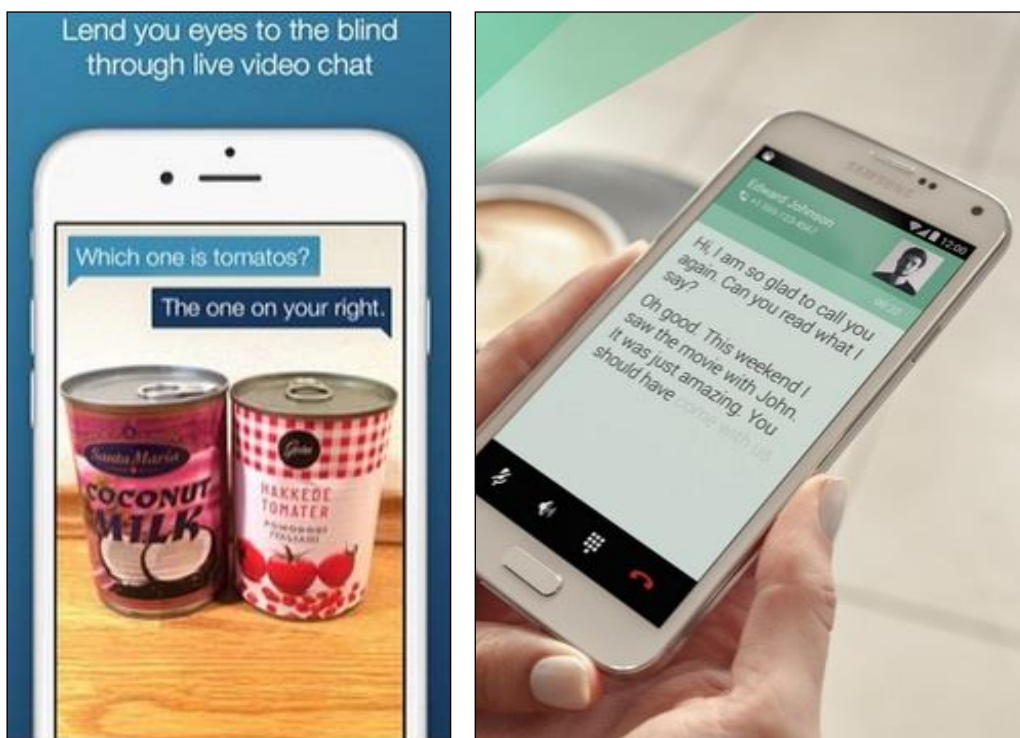 Lend you eyes to the blind
through live video chat
Which one is tomatos?
The one on your right.
Santa Maria
COCONUT
MILK
HAKKEDE
TOMATER
POMODORI
ITALIANI
SAMSUNG
12:00
Edward Johnson
00:22
Hi, I am so glad to call you
again. Can you read what I
say?
Oh good. This weekend I
saw the movie with John.
It was just amazing. You
should have come with us